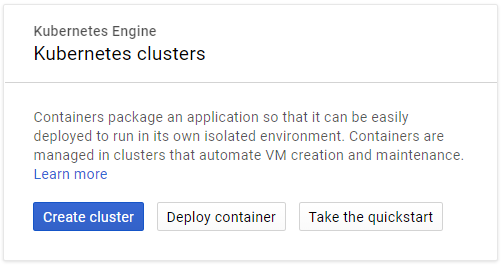 Kubernetes Engine
Kubernetes clusters
Containers package an application so that it can be easily
deployed to run in its own isolated environment. Containers are
managed in clusters that automate VM creation and maintenance.
Learn more
Create cluster Deploy container Take the quickstart